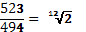 523/494 = ¹²√2